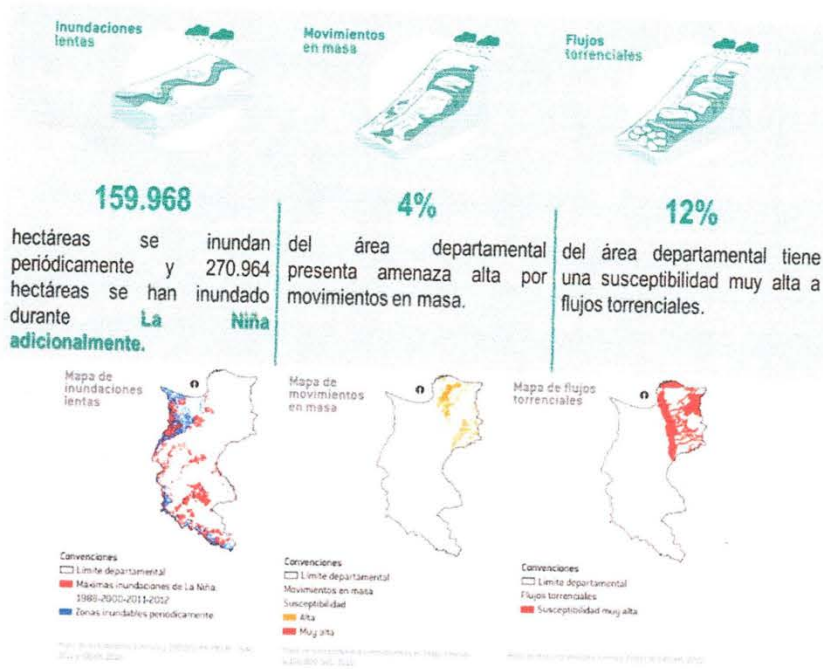 Inundaciones
lentas
159.968
hectáreas se inundan
periódicamente y 270.964
hectáreas se han inundado
durante La Niña
adicionalmente.
Movimientos
en masa
4%
del área departamental
presenta amenaza alta por
movimientos en masa.
Flujos
torrenciales
12%
del área departamental tiene
una susceptibilidad muy alta a
flujos torrenciales.
Mapa de
inundaciones
lentas
Convenciones
Límite departamental
Máximas inundaciones de La Niña
1988-2000-2011-2012
Zonas inundables periodicamente
Mapa de
movimientos
en masa
Convenciones
Límite departamental
Movimientos en masa
Susceptibilidad
Alta
Muy alta
Mapa de flujos
torrenciales
Convenciones
Límite departamental
Flujos torrenciales
Susceptibilidad muy alta